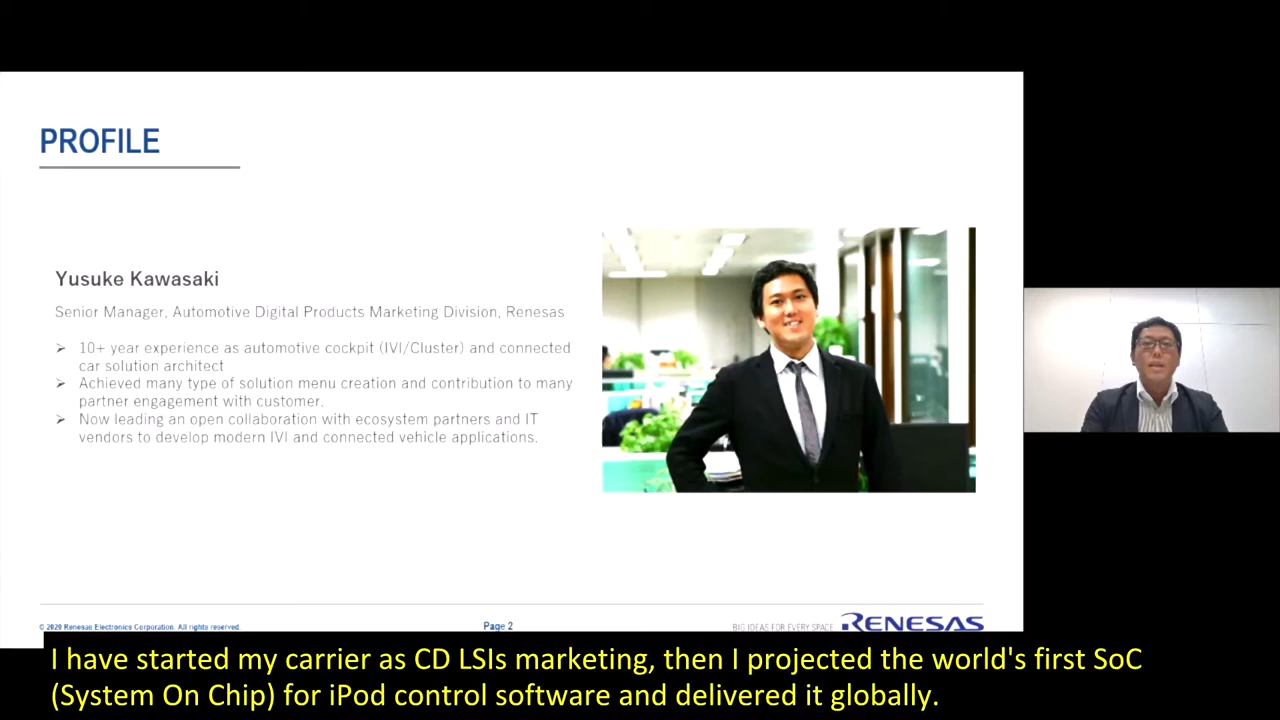 PROFILE
Yusuke Kawasaki
Senior Manager, Automotive Digital Products Marketing Division, Renesas
➢ 10+ year experience as automotive cockpit (IVI/Cluster) and connected
car solution architect
➢ Achieved many type of solution menu creation and contribution to many
partner engagement with customer.
➢ Now leading an open collaboration with ecosystem partners and IT
vendors to develop modern IVI and connected vehicle applications.
© 2020 Renesas Electronics Corporation. All rights reserved.
Page 2
BIG IDEAS FOR EVERY SPACE
RENESAS
I have started my carrier as CD LSIs marketing, then I projected the world's first SoC
(System On Chip) for iPod control software and delivered it globally.